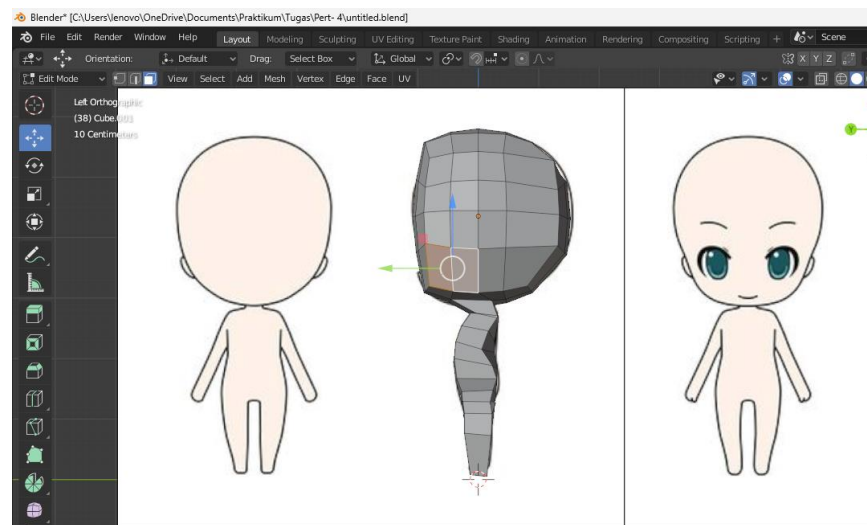 Blender* [C:\Users\lenovo\OneDrive\Documents\Praktikum\Tugas\Pert- 4\untitled.blend]
File Edit Render Window Help Layout Modeling Sculpting UV Editing Texture Paint Shading Animation Rendering Compositing Scripting + Scene
Orientation: Default Drag: Select Box Global X Y Z
Edit Mode View Select Add Mesh Vertex Edge Face UV
Left Orthographic
(38) Cube.003
10 Centimeters
Y